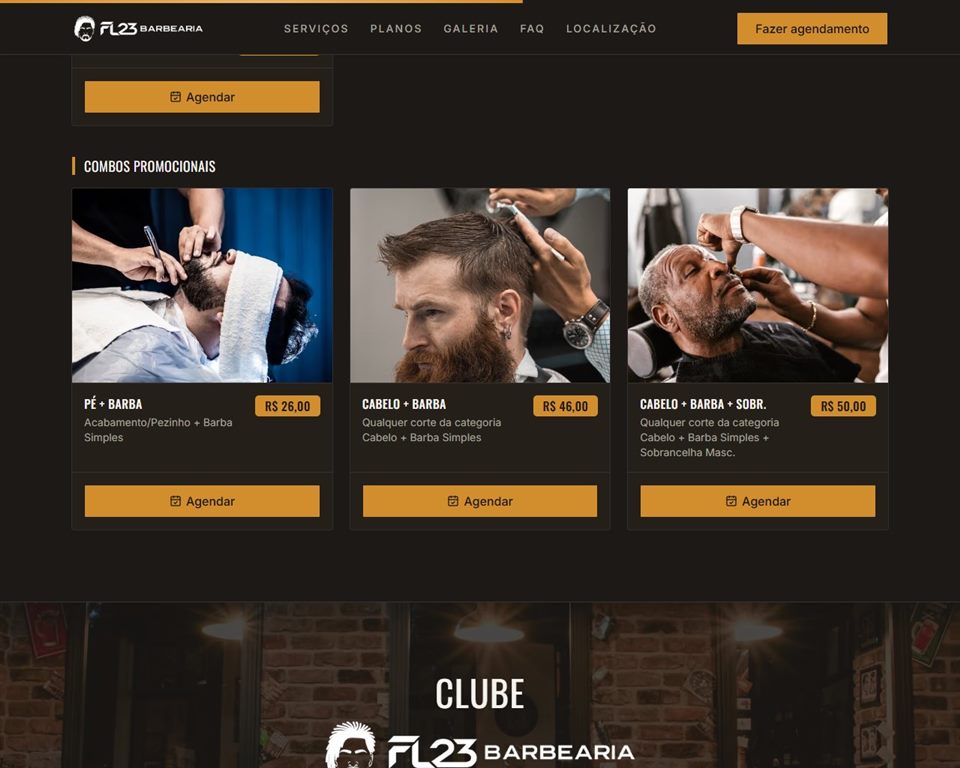 FL23 BARBEARIA
SERVIÇOS
PLANOS
GALERIA
FAQ
LOCALIZAÇÃO
Fazer agendamento
Agendar
COMBOS PROMOCIONAIS
PÉ + BARBA
R$ 26,00
Acabamento/Pezinho + Barba
Simples
Agendar
CABELO + BARBA
R$ 46,00
Qualquer corte da categoria
Cabelo + Barba Simples
Agendar
CABELO + BARBA + SOBR.
R$ 50,00
Qualquer corte da categoria
Cabelo + Barba Simples +
Sobrancelha Masc.
Agendar
CLUBE
FL23 BARBEARIA